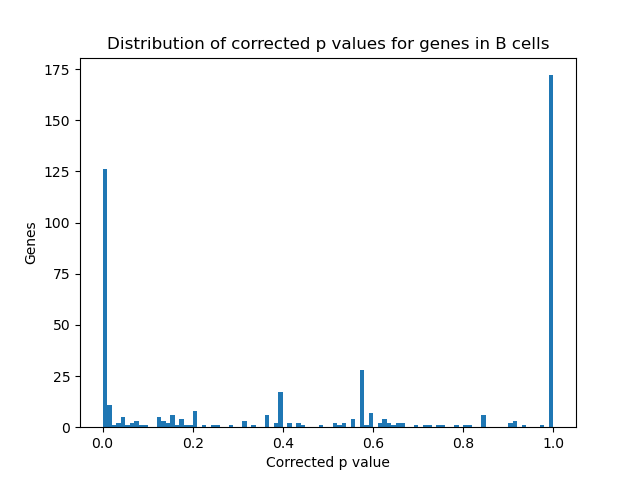 Distribution of corrected p values for genes in B cells
175
150
125
100
75
50
25
0
Genes
0.0 0.2 0.4 0.6 0.8 1.0
Corrected p value